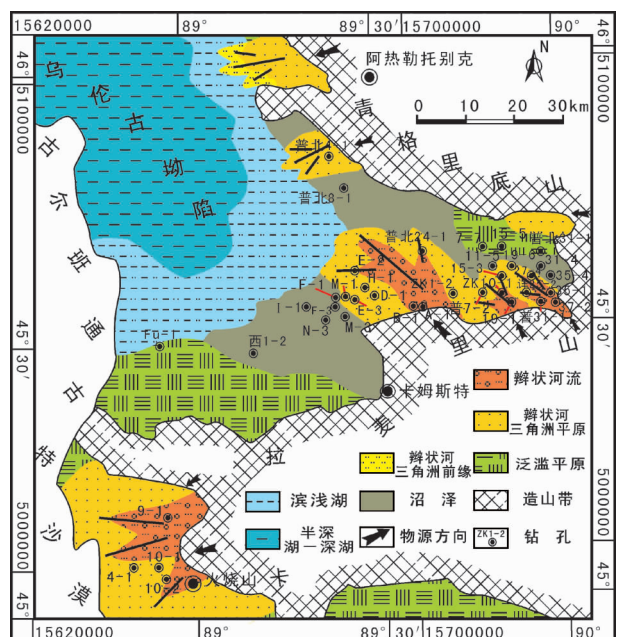 15620000
89°
89°30′
15700000
90°
46°
5100000
46°
5100000
阿热勒托别克
N
0 10 20 30km
乌伦古坳陷
青格里底山
古尔班通古特沙漠
普北8-1
普北24-1
普北31-1
E-2
H-1
F-1
M-1
D-1
I-1
F-3
E-3
N-3
M-3
ZK1-2
15-3
Fu-1
西1-2
45°30′
45°30′
卡姆斯特
卡拉麦里山
9-1
10-1
4-1
10-2
火烧山
5000000
5000000
45°
45°
辫状河流
辫状河三角洲平原
辫状河三角洲前缘
泛滥平原
滨浅湖
沼泽
造山带
半深湖—深湖
物源方向
ZK1-2
钻孔
15620000
89°
89°30′
15700000
90°